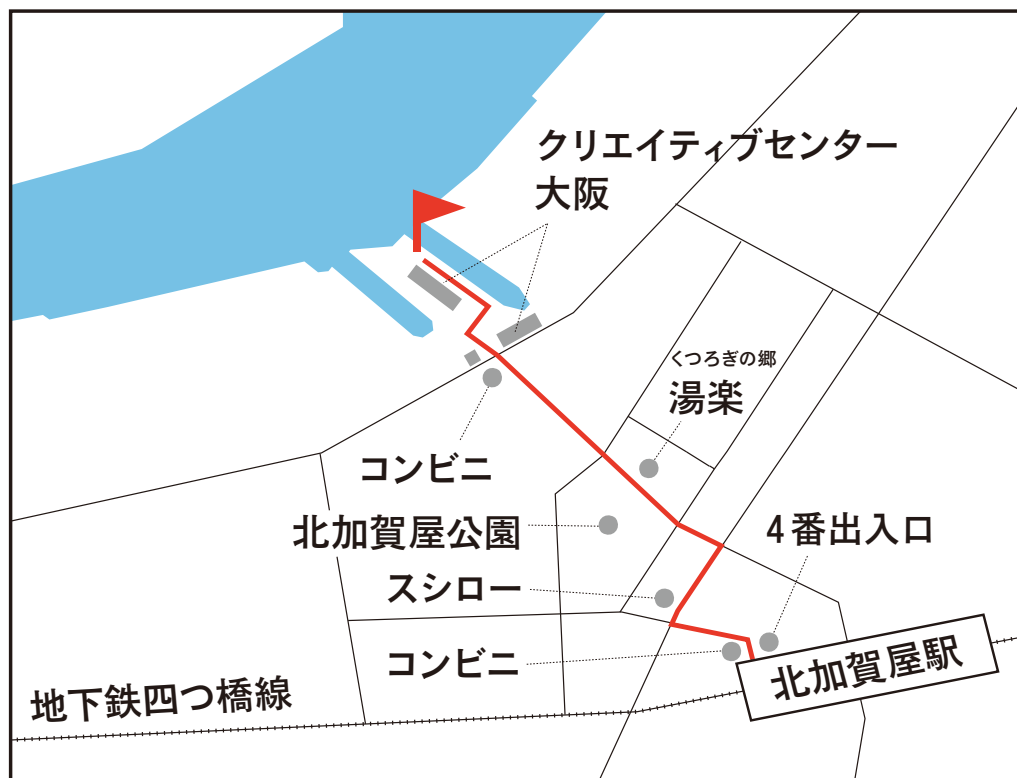 クリエイティブセンター
大阪
くつろぎの郷
湯楽
コンビニ
北加賀屋公園
4番出入口
スシロー
コンビニ
北加賀屋駅
地下鉄四つ橋線